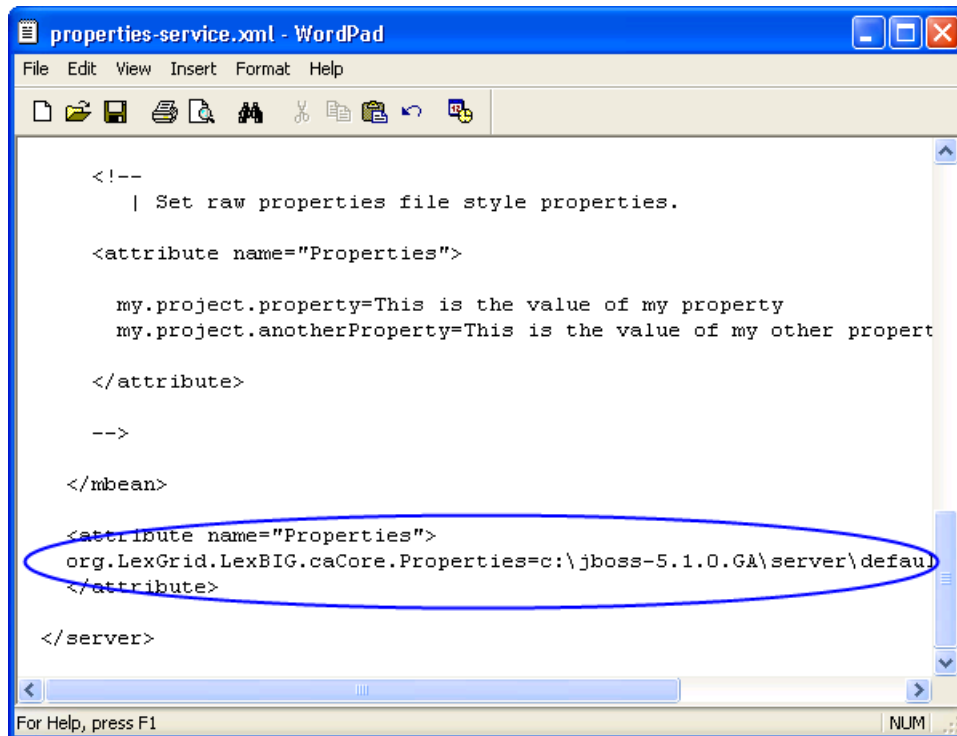 properties-service.xml - WordPad
File Edit View Insert Format Help
<!--
| Set raw properties file style properties.
<attribute name="Properties">
my.project.property=This is the value of my property
my.project.anotherProperty=This is the value of my other propert
</attribute>
-->
</mbean>
<attribute name="Properties">
org.LexGrid.LexBIG.caCore.Properties=c:\jboss-5.1.0.GA\server\defaul
</attribute>
</server>
For Help, press F1 NUM